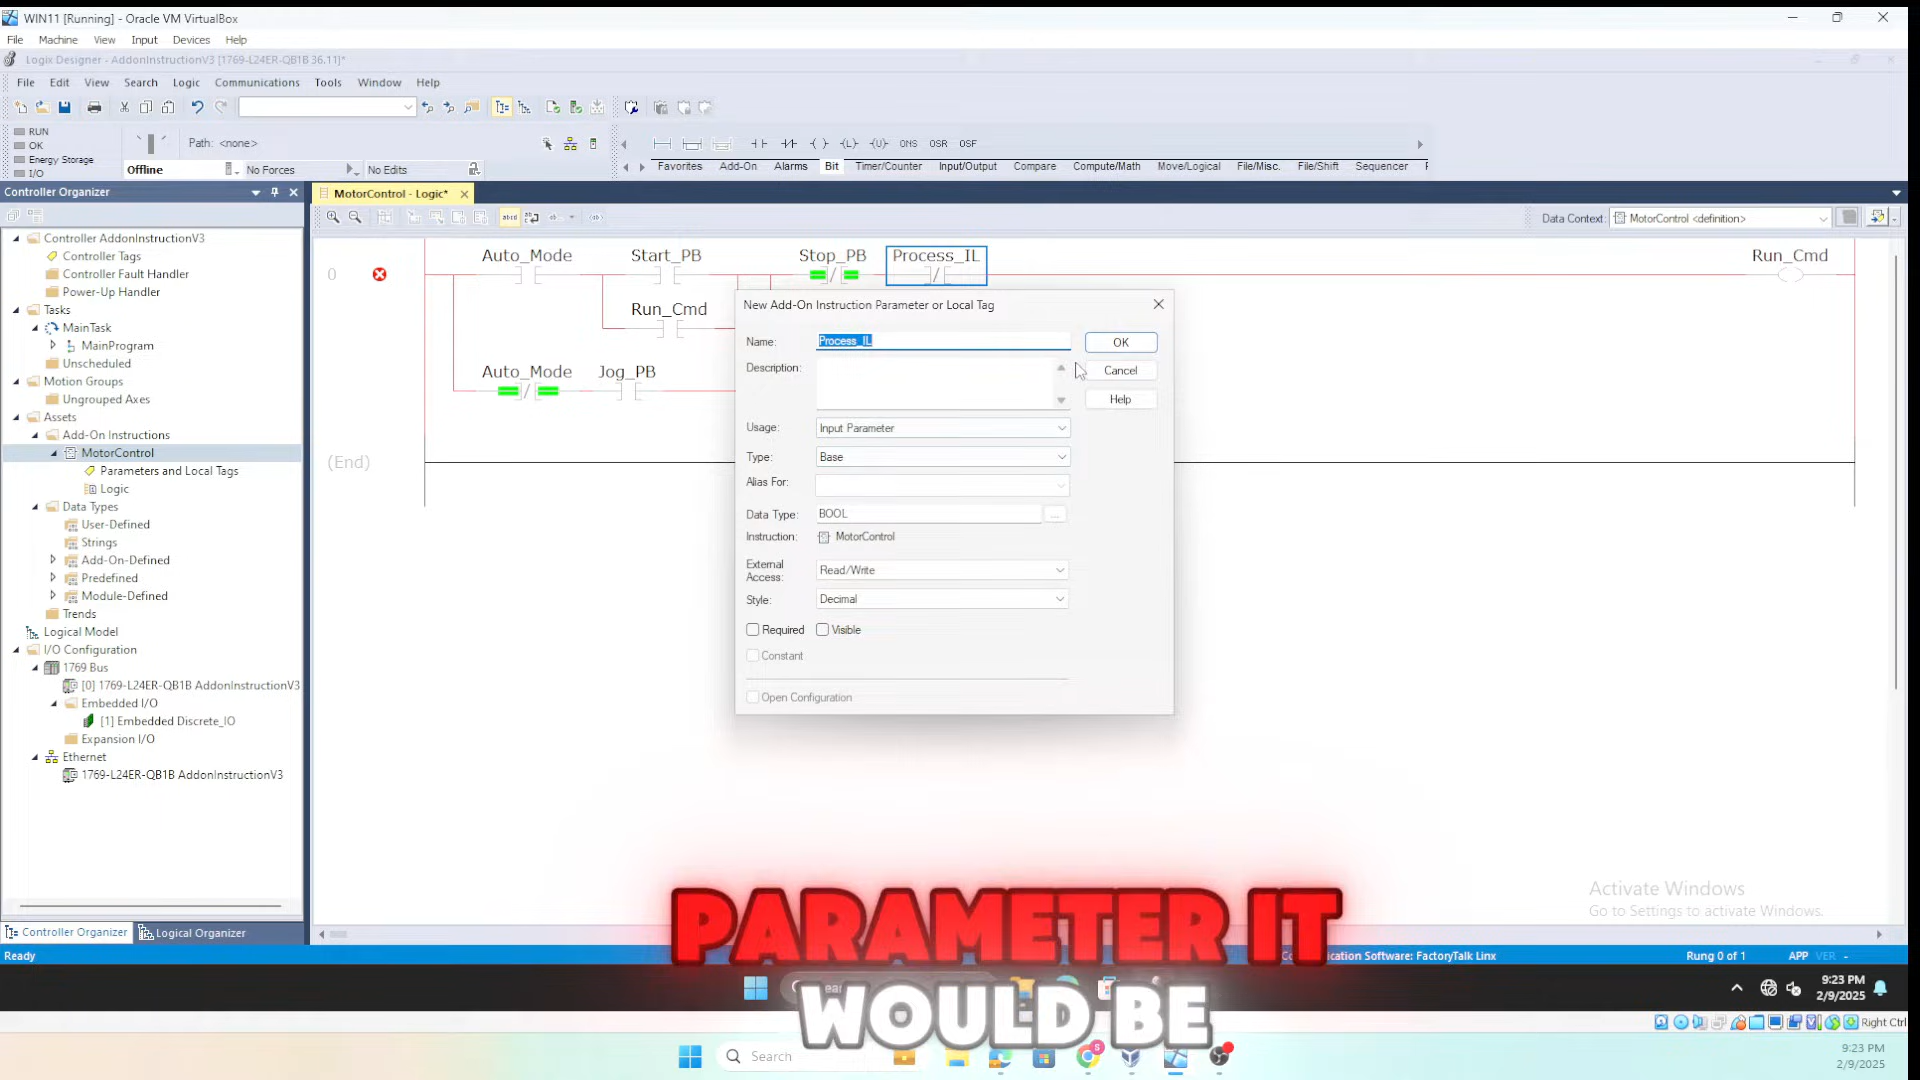 WIN11 [Running] - Oracle VM VirtualBox
File Machine View Input Devices Help
Logix Designer - AddonInstructionV3 [1769-L24ER-QB1B 36.11]*
File Edit View Search Logic Communications Tools Window Help
RUN
OK
Energy Storage
I/O
Path: <none>
Offline
No Forces
No Edits
ONS OSR OSF
Favorites Add-On Alarms Bit Timer/Counter Input/Output Compare Compute/Math Move/Logical File/Misc. File/Shift Sequencer
Controller Organizer
MotorControl - Logic*
Data Context: MotorControl <definition>
Controller AddonInstructionV3
Controller Tags
Controller Fault Handler
Power-Up Handler
Tasks
MainTask
MainProgram
Unscheduled
Motion Groups
Ungrouped Axes
Assets
Add-On Instructions
MotorControl
Parameters and Local Tags
Logic
Data Types
User-Defined
Strings
Add-On-Defined
Predefined
Module-Defined
Trends
Logical Model
I/O Configuration
1769 Bus
[0] 1769-L24ER-QB1B AddonInstructionV3
Embedded I/O
[1] Embedded Discrete_IO
Expansion I/O
Ethernet
1769-L24ER-QB1B AddonInstructionV3
Controller Organizer
Logical Organizer
Auto_Mode Start_PB Stop_PB Process_IL Run_Cmd
0
Run_Cmd
Auto_Mode Jog_PB
(End)
New Add-On Instruction Parameter or Local Tag
Name: Process_IL OK
Description: Cancel
Help
Usage: Input Parameter
Type: Base
Alias For:
Data Type: BOOL ...
Instruction: MotorControl
External Access: Read/Write
Style: Decimal
Required Visible
Constant
Open Configuration
Activate Windows
Go to Settings to activate Windows.
PARAMETER IT
WOULD BE
Ready
Communication Software: FactoryTalk Linx
Rung 0 of 1
APP VER
9:23 PM
2/9/2025
Right Ctrl
Search
9:23 PM
2/9/2025